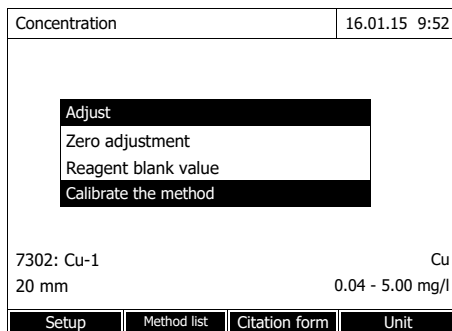 Concentration 16.01.15 9:52
Adjust
Zero adjustment
Reagent blank value
Calibrate the method
7302: Cu-1 Cu
20 mm 0.04 - 5.00 mg/l
Setup Method list Citation form Unit